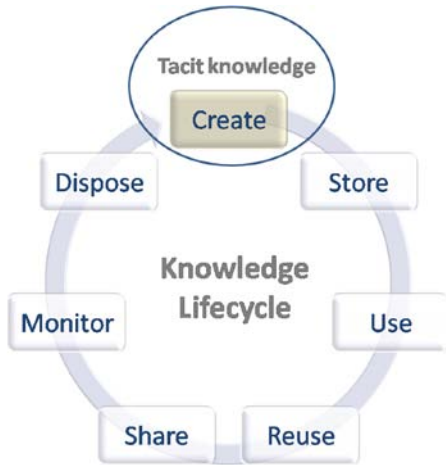 Tacit knowledge
Create
Dispose
Store
Knowledge
Lifecycle
Monitor
Use
Share
Reuse